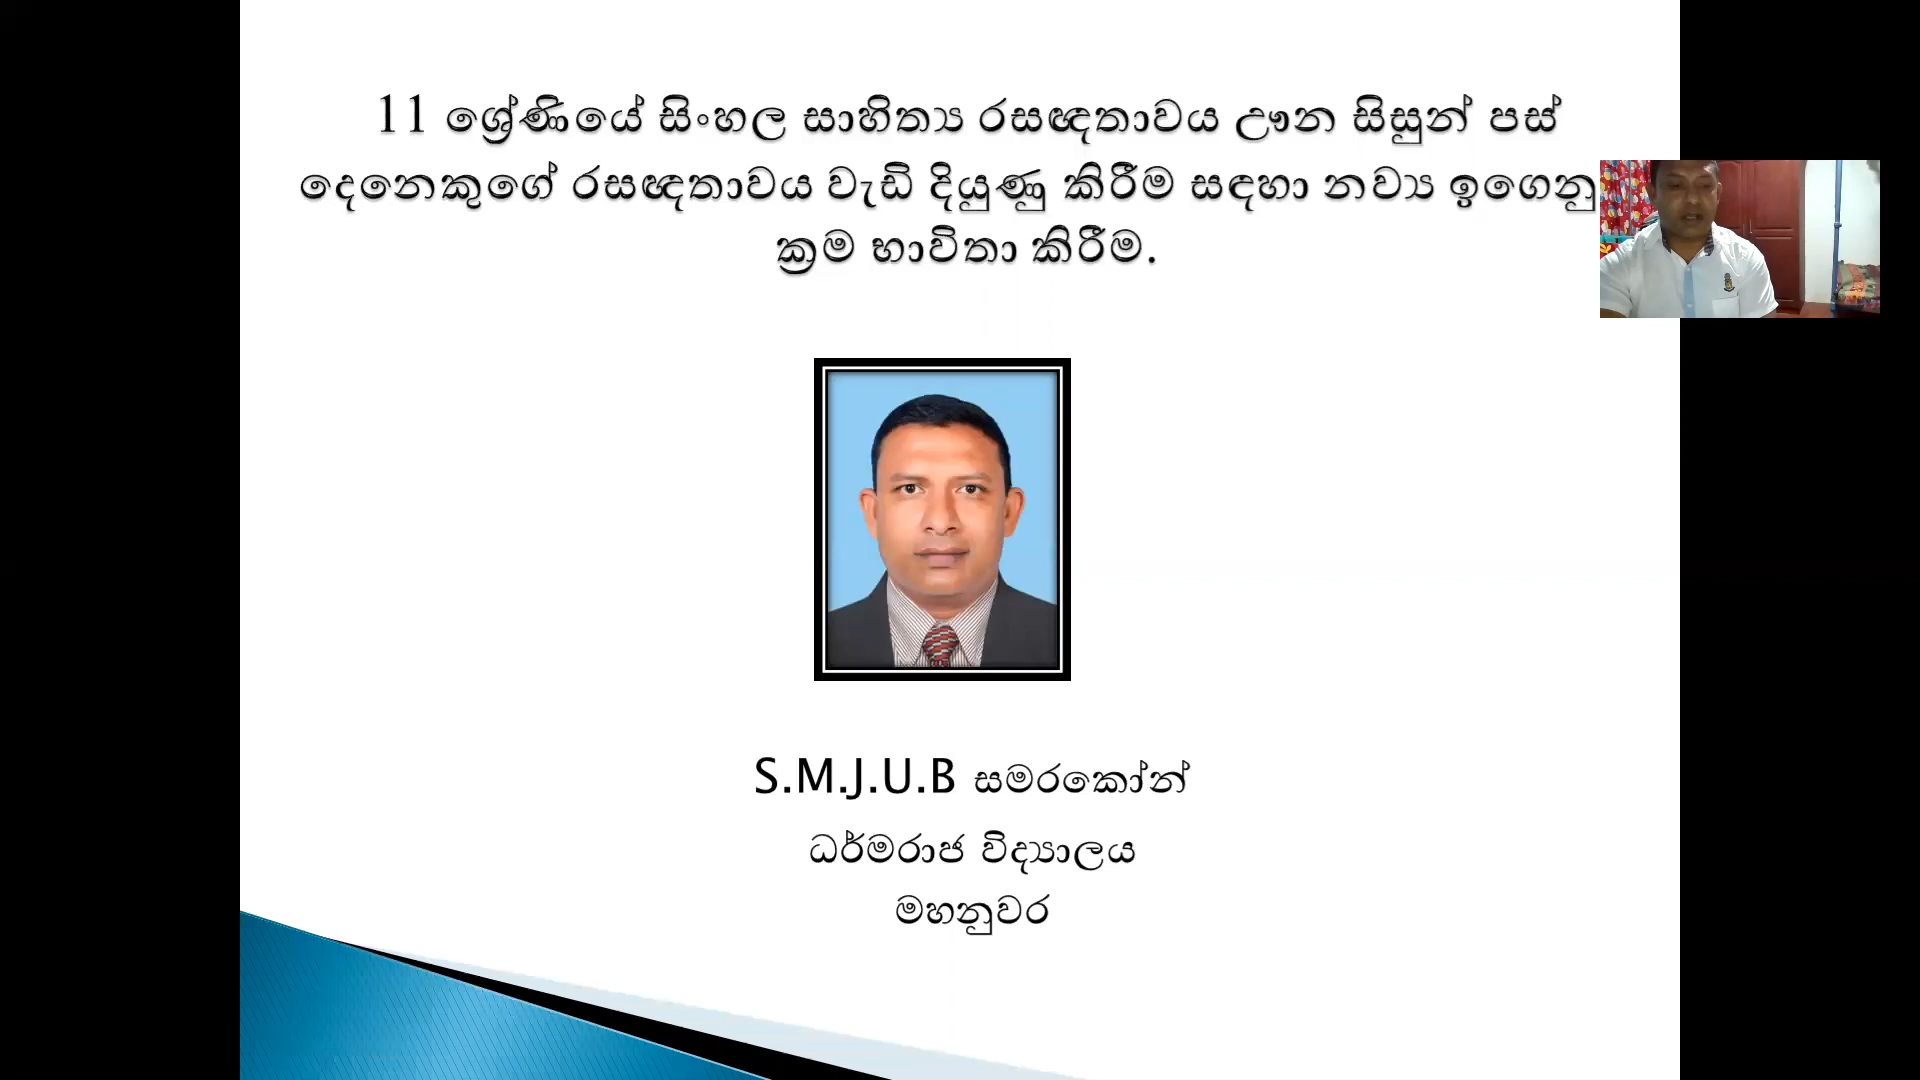 11 ශ්‍රේණියේ සිංහල සාහිත්‍ය රසඥතාවය ඌන සිසුන් පස්
දෙනෙකුගේ රසඥතාවය වැඩි දියුණු කිරීම සඳහා නව්‍ය ඉගෙනු
ක්‍රම භාවිතා කිරීම.
S.M.J.U.B සමරකෝන්
ධර්මරාජ විද්‍යාලය
මහනුවර